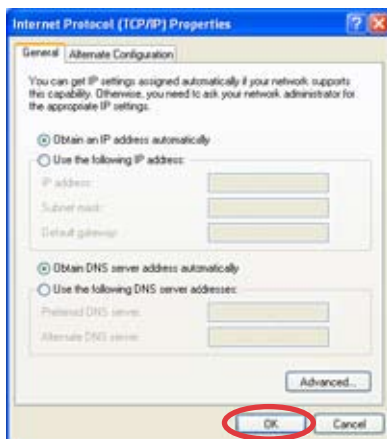 Internet Protocol (TCP/IP) Properties
General
Alternate Configuration
You can get IP settings assigned automatically if your network supports
this capability. Otherwise, you need to ask your network administrator for
the appropriate IP settings.
Obtain an IP address automatically
Use the following IP address:
IP address:
Subnet mask:
Default gateway:
Obtain DNS server address automatically
Use the following DNS server addresses:
Preferred DNS server:
Alternate DNS server:
Advanced...
OK
Cancel